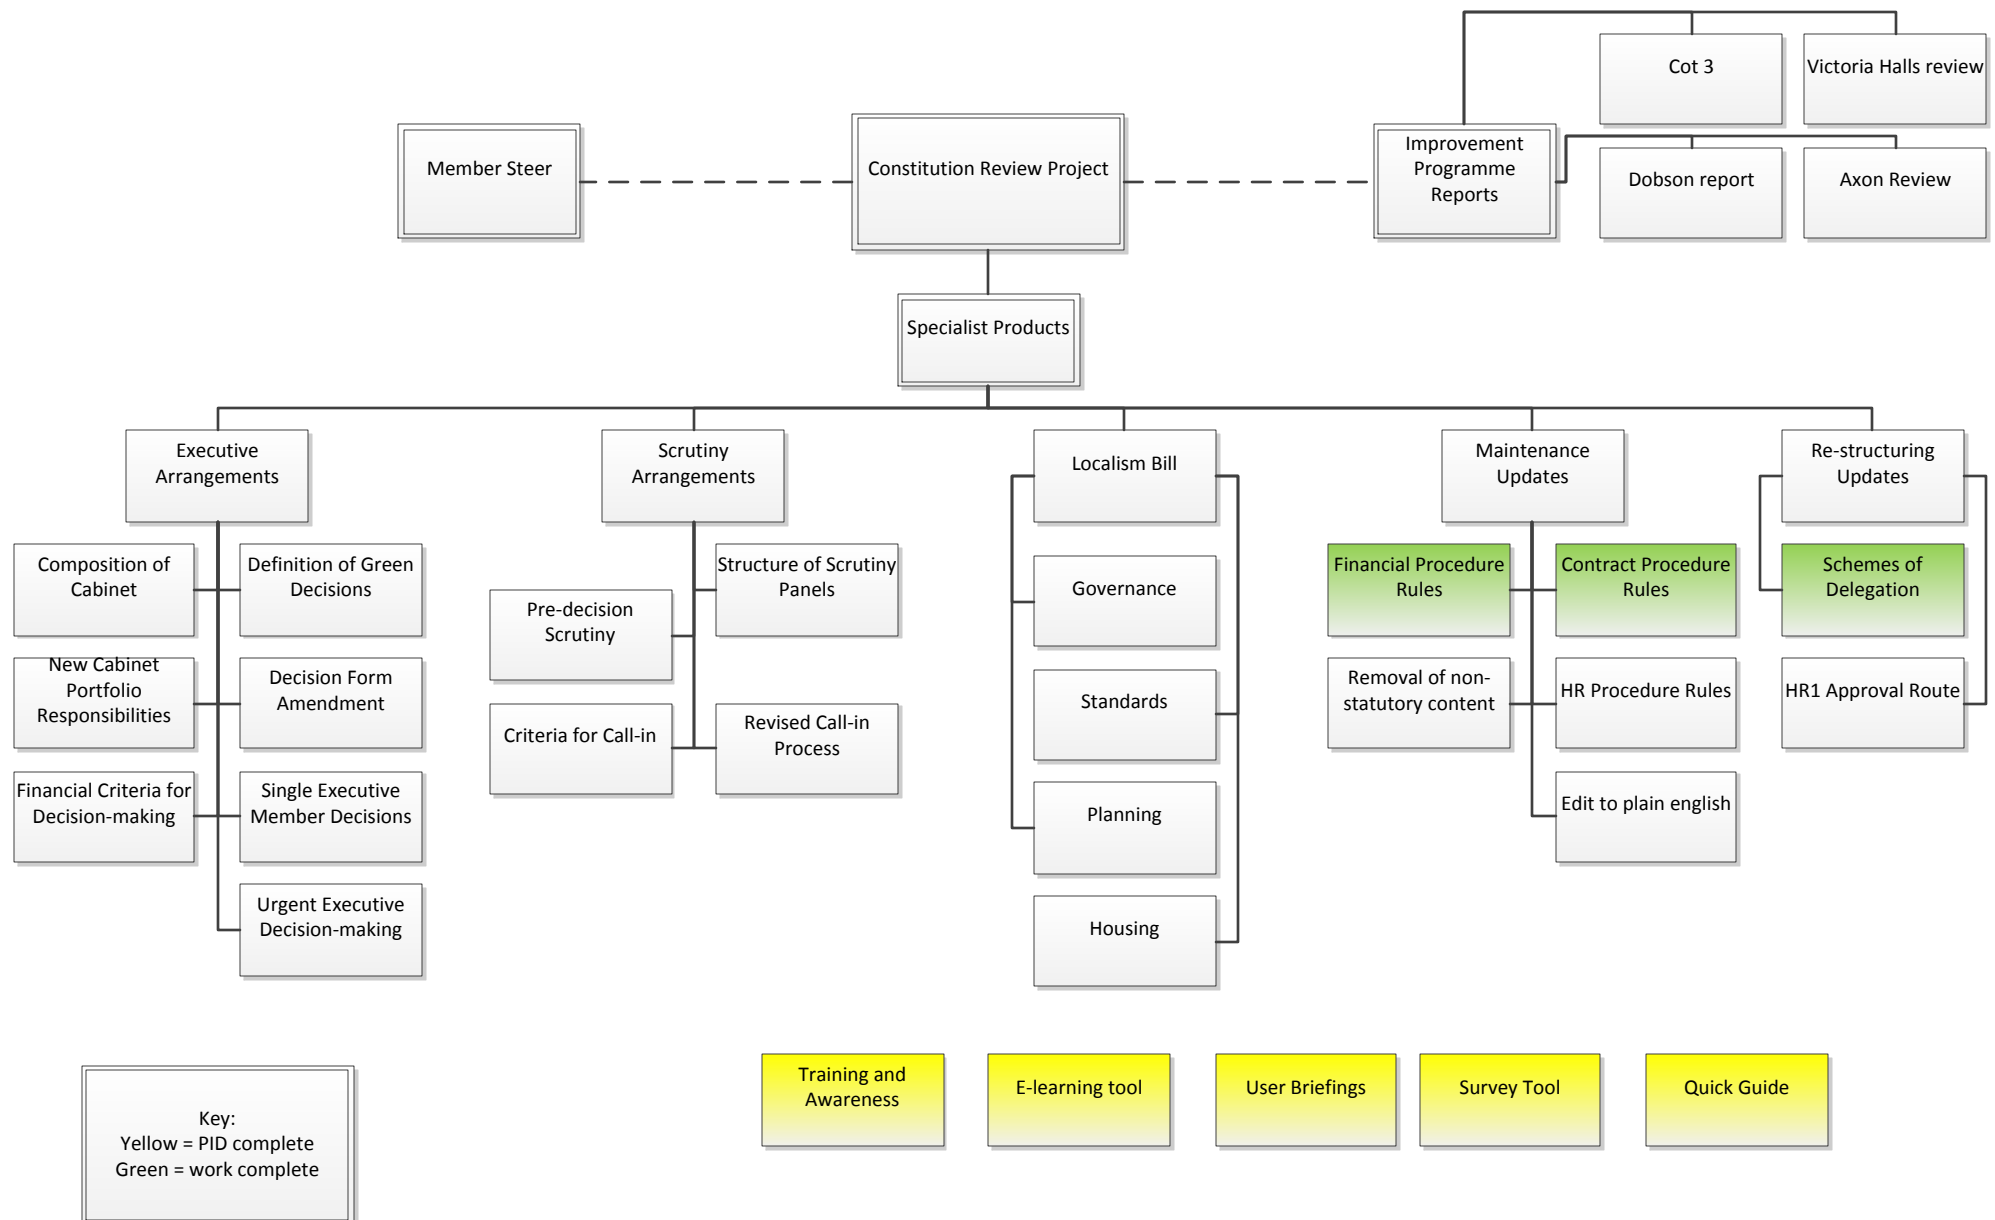 Cot 3
Victoria Halls review
Member Steer
Constitution Review Project
Improvement
Programme
Reports
Dobson report
Axon Review
Specialist Products
Executive
Arrangements
Scrutiny
Arrangements
Localism Bill
Maintenance
Updates
Re-structuring
Updates
Composition of
Cabinet
Definition of Green
Decisions
New Cabinet
Portfolio
Responsibilities
Decision Form
Amendment
Financial Criteria for
Decision-making
Single Executive
Member Decisions
Urgent Executive
Decision-making
Pre-decision
Scrutiny
Structure of Scrutiny
Panels
Criteria for Call-in
Revised Call-in
Process
Governance
Standards
Planning
Housing
Financial Procedure
Rules
Contract Procedure
Rules
Removal of non-
statutory content
HR Procedure Rules
Edit to plain english
Schemes of
Delegation
HR1 Approval Route
Key:
Yellow = PID complete
Green = work complete
Training and
Awareness
E-learning tool
User Briefings
Survey Tool
Quick Guide